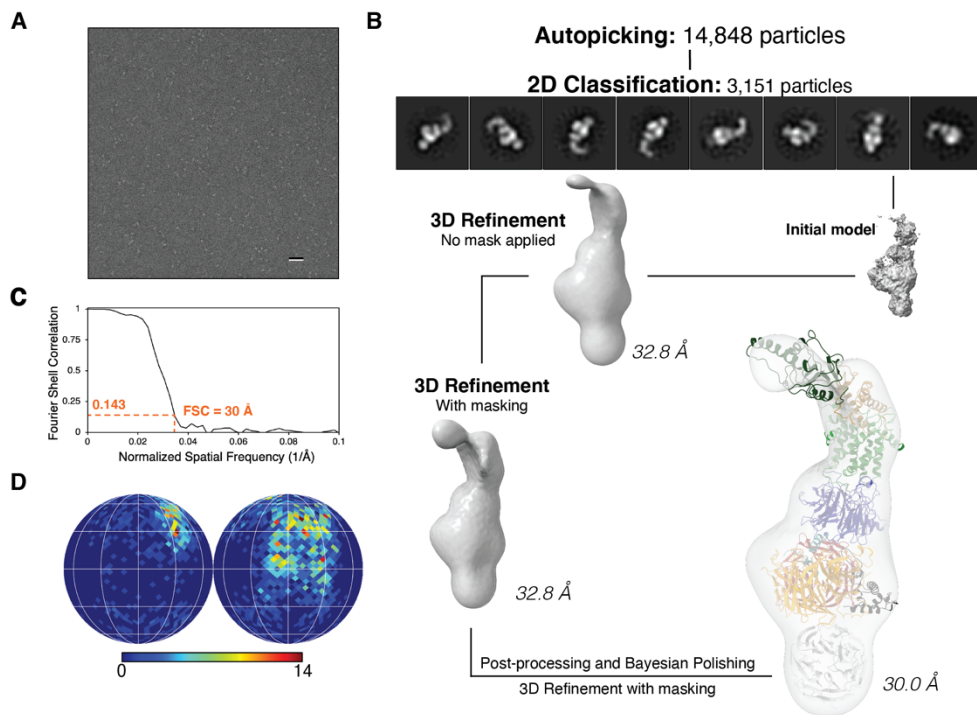 A
B
Autopicking: 14,848 particles
2D Classification: 3,151 particles
3D Refinement
No mask applied
Initial model
32.8 Å
C
Fourier Shell Correlation
1
0.75
0.5
0.25
0
0.143
FSC = 30 Å
0 0.02 0.04 0.06 0.08 0.1
Normalized Spatial Frequency (1/Å)
3D Refinement
With masking
32.8 Å
D
0 14
Post-processing and Bayesian Polishing
3D Refinement with masking
30.0 Å